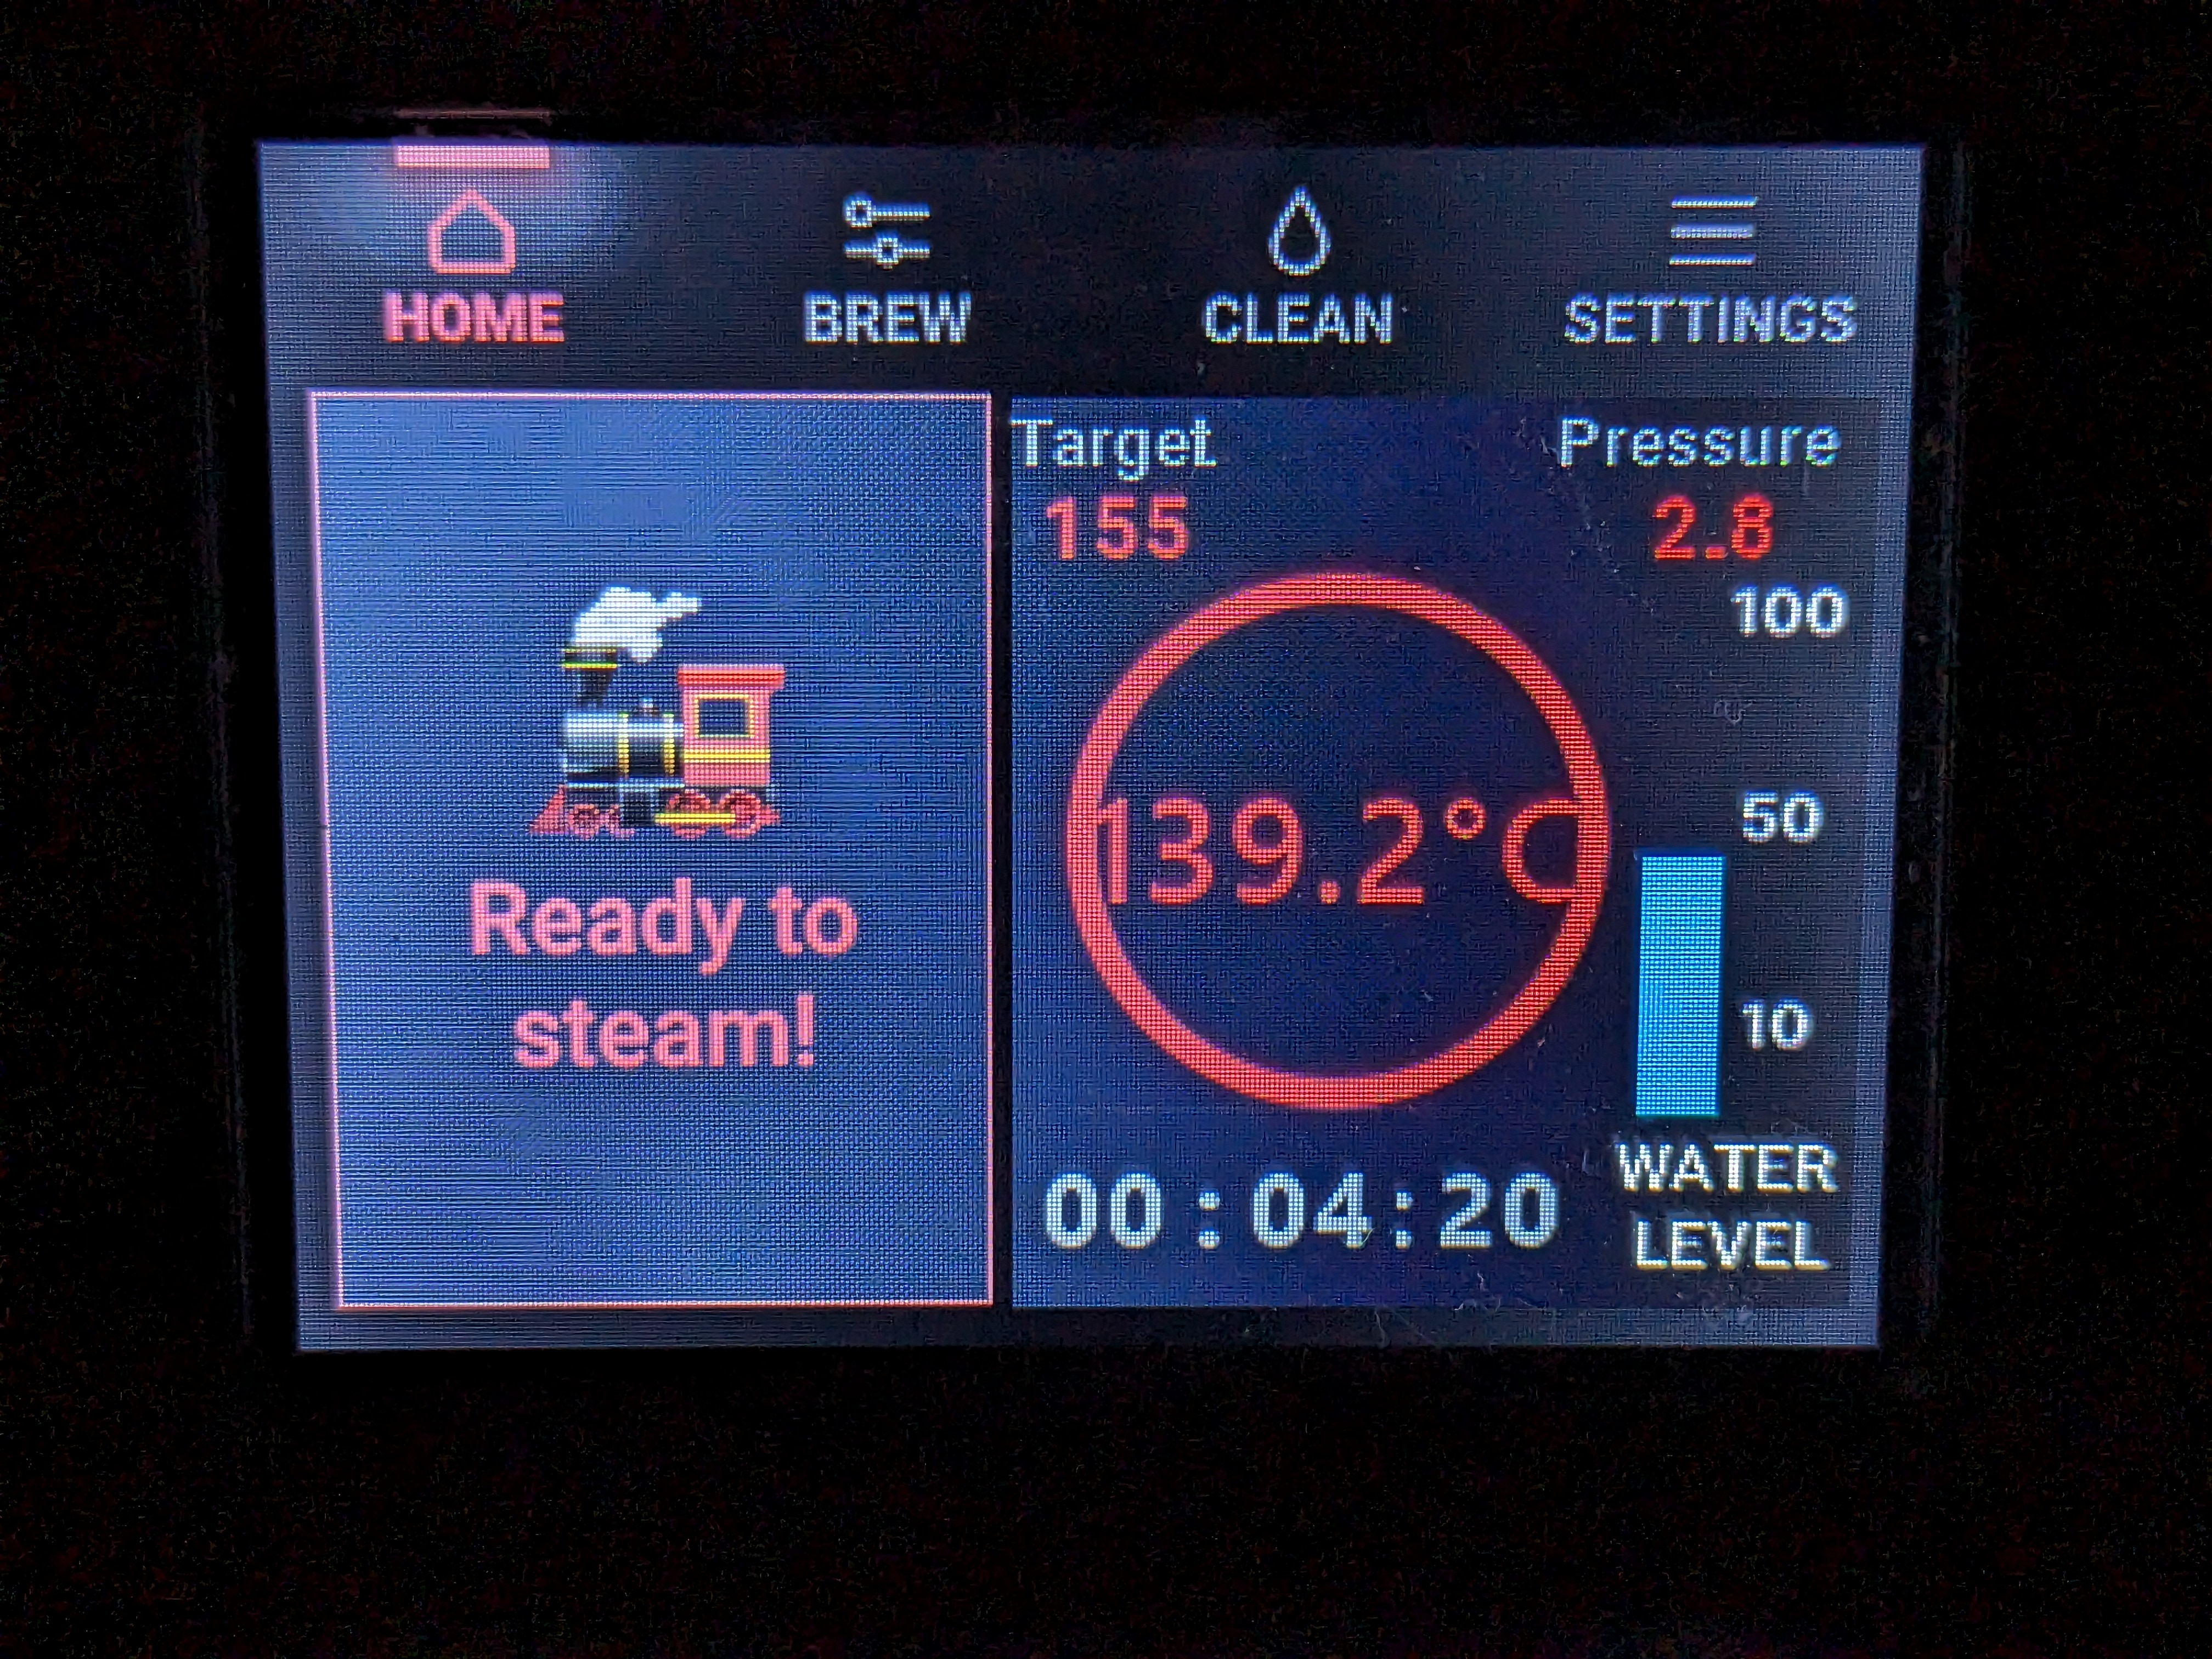 HOME BREW CLEAN SETTINGS
Target
155
Pressure
2.8
100
50
10
139.2°C
Ready to
steam!
00:04:20
WATER
LEVEL